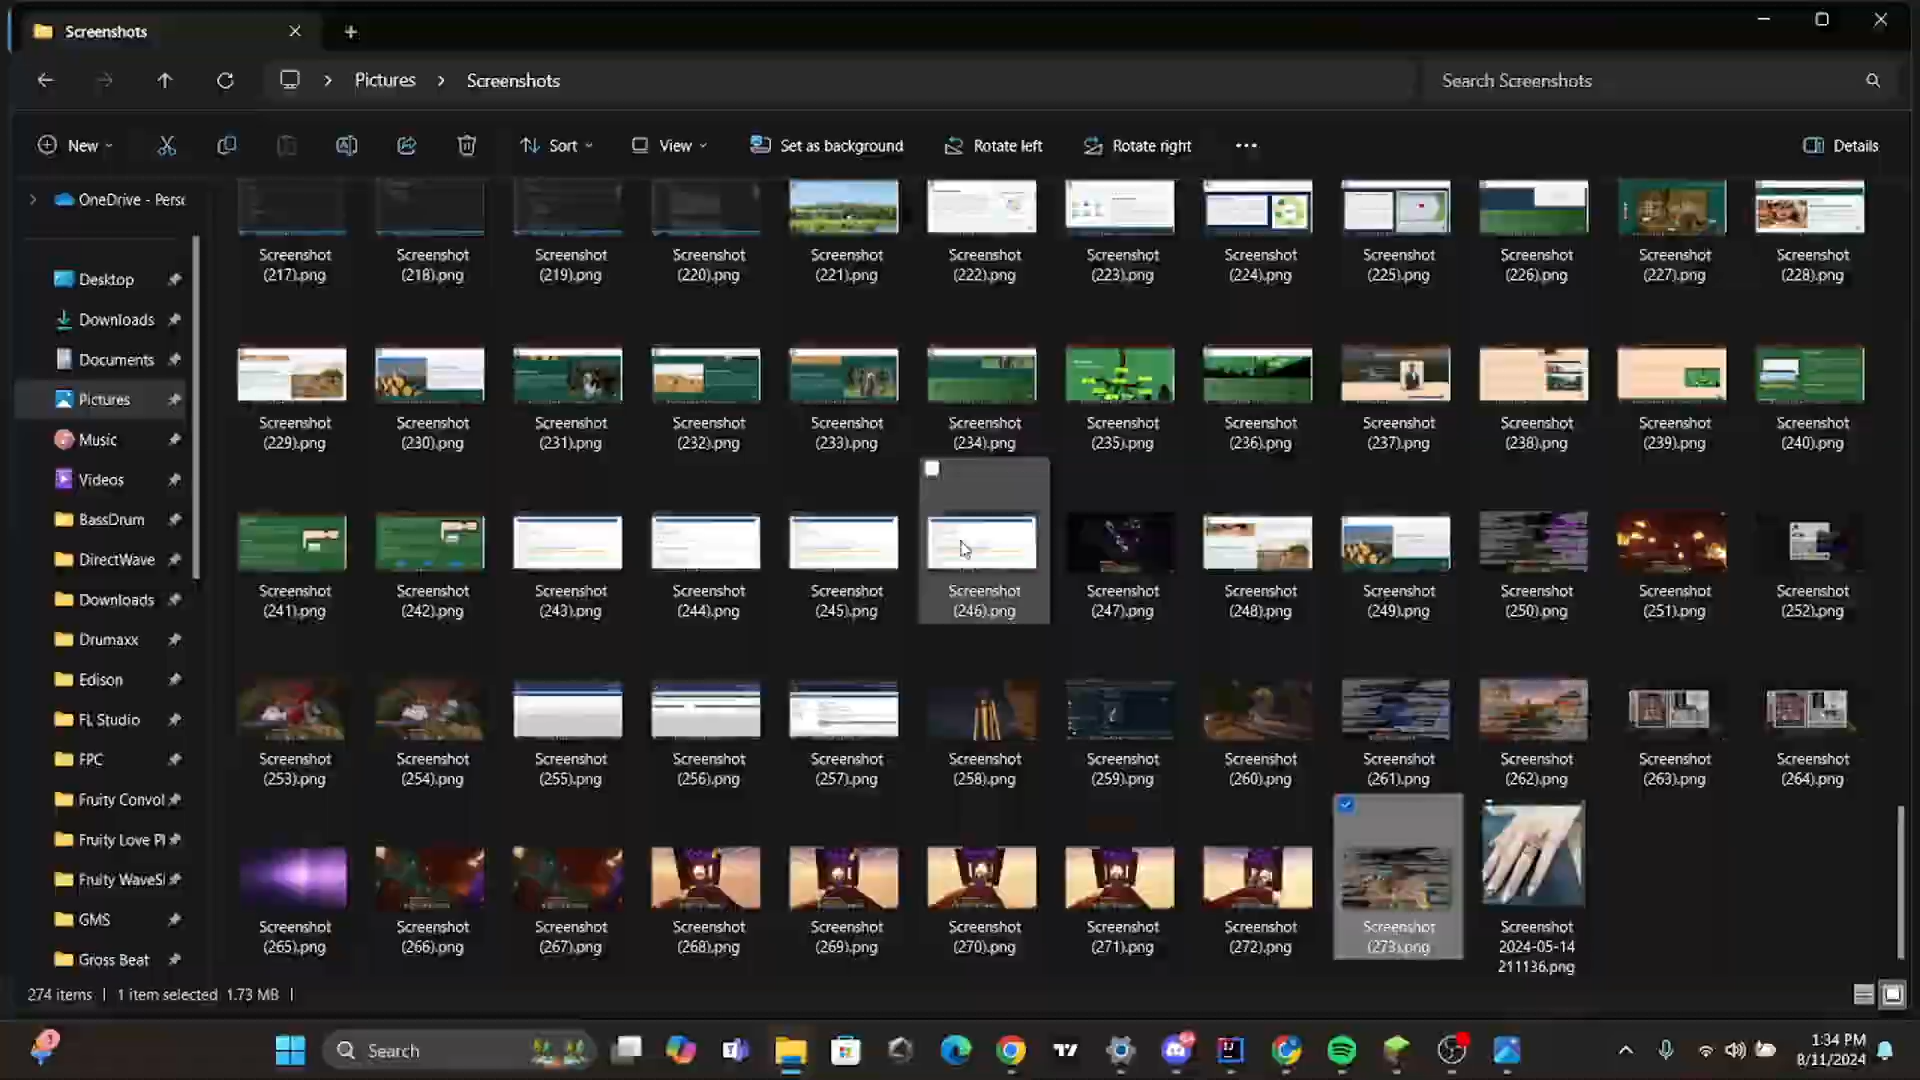 Screenshots
Pictures
Screenshots
Search Screenshots
New
Sort
View
Set as background
Rotate left
Rotate right
Details
OneDrive - Pers
Desktop
Downloads
Documents
Pictures
Music
Videos
BassDrum
DirectWave
Downloads
Drumaxx
Edison
FL Studio
FPC
Fruity Convol
Fruity Love Pl
Fruity WaveS
GMS
Gross Beat
Screenshot (217).png
Screenshot (218).png
Screenshot (219).png
Screenshot (220).png
Screenshot (221).png
Screenshot (222).png
Screenshot (223).png
Screenshot (224).png
Screenshot (225).png
Screenshot (226).png
Screenshot (227).png
Screenshot (228).png
Screenshot (229).png
Screenshot (230).png
Screenshot (231).png
Screenshot (232).png
Screenshot (233).png
Screenshot (234).png
Screenshot (235).png
Screenshot (236).png
Screenshot (237).png
Screenshot (238).png
Screenshot (239).png
Screenshot (240).png
Screenshot (241).png
Screenshot (242).png
Screenshot (243).png
Screenshot (244).png
Screenshot (245).png
Screenshot (246).png
Screenshot (247).png
Screenshot (248).png
Screenshot (249).png
Screenshot (250).png
Screenshot (251).png
Screenshot (252).png
Screenshot (253).png
Screenshot (254).png
Screenshot (255).png
Screenshot (256).png
Screenshot (257).png
Screenshot (258).png
Screenshot (259).png
Screenshot (260).png
Screenshot (261).png
Screenshot (262).png
Screenshot (263).png
Screenshot (264).png
Screenshot (265).png
Screenshot (266).png
Screenshot (267).png
Screenshot (268).png
Screenshot (269).png
Screenshot (270).png
Screenshot (271).png
Screenshot (272).png
Screenshot (273).png
Screenshot 2024-05-14 211136.png
274 items
1 item selected 1.73 MB
Search
1:34 PM
8/11/2024